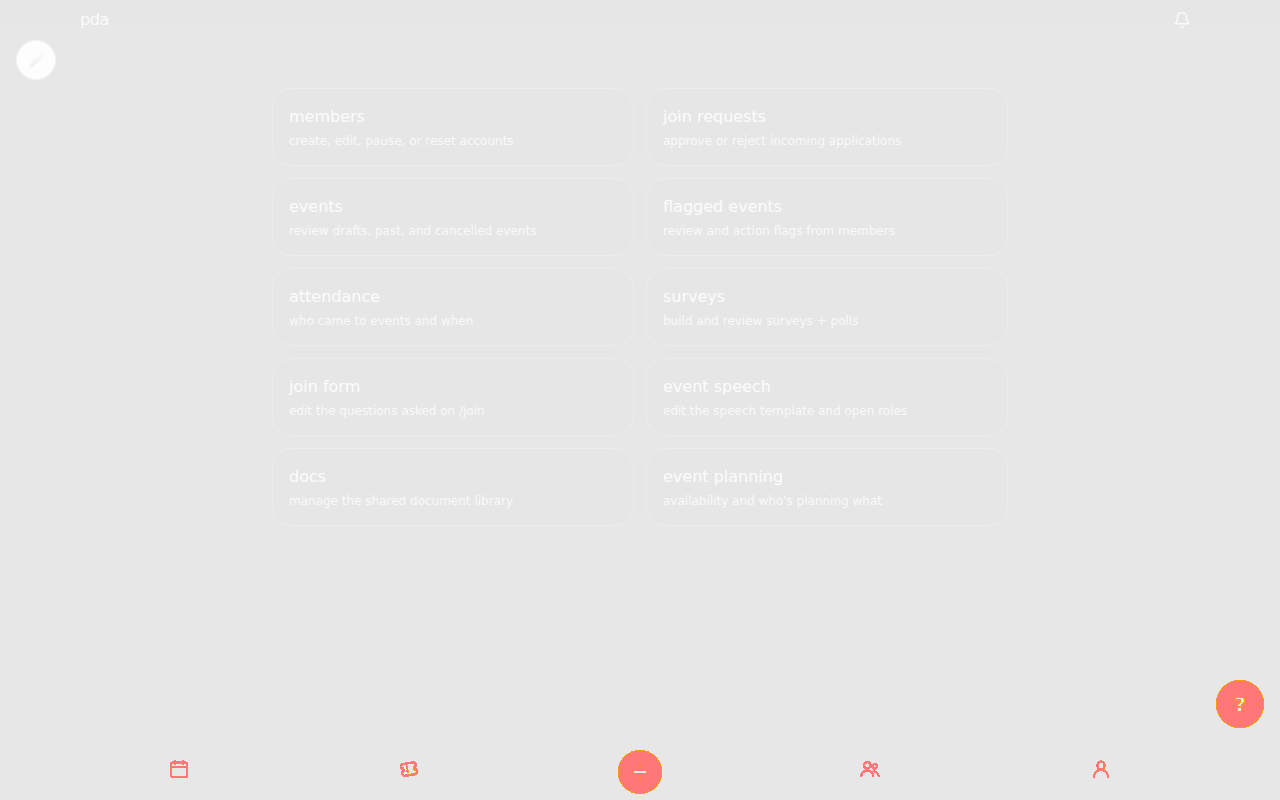 pda
members
create, edit, pause, or reset accounts
join requests
approve or reject incoming applications
events
review drafts, past, and cancelled events
flagged events
review and action flags from members
attendance
who came to events and when
surveys
build and review surveys + polls
join form
edit the questions asked on /join
event speech
edit the speech template and open roles
docs
manage the shared document library
event planning
availability and who's planning what
?